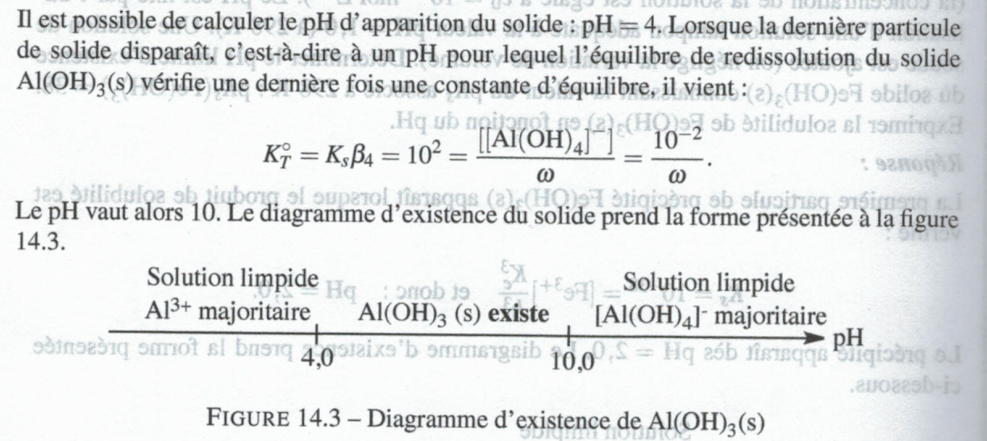 Il est possible de calculer le pH d'apparition du solide : pH = 4. Lorsque la dernière particule
de solide disparaît, c'est-à-dire à un pH pour lequel l'équilibre de redissolution du solide
Al(OH)₃(s) vérifie une dernière fois une constante d'équilibre, il vient :
K°_T = K_sβ₄ = 10² = [[Al(OH)₄]⁻] / ω = 10⁻² / ω.
Le pH vaut alors 10. Le diagramme d'existence du solide prend la forme présentée à la figure
14.3.
Solution limpide Solution limpide
Al³⁺ majoritaire Al(OH)₃ (s) existe [Al(OH)₄]⁻ majoritaire
pH
4,0 10,0
FIGURE 14.3 – Diagramme d'existence de Al(OH)₃(s)